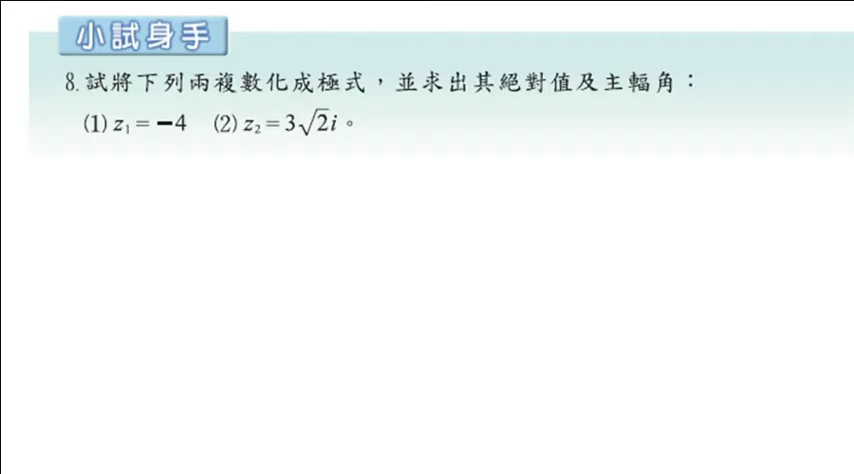 小試身手
8. 試將下列兩複數化成極式,並求出其絕對值及主輻角:
(1) z₁ = −4 (2) z₂ = 3√2i。